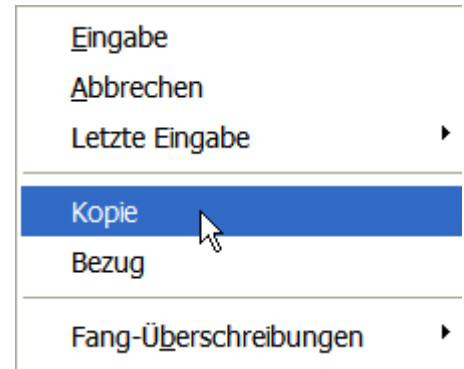 Eingabe
Abbrechen
Letzte Eingabe
Kopie
Bezug
Fang-Überschreibungen